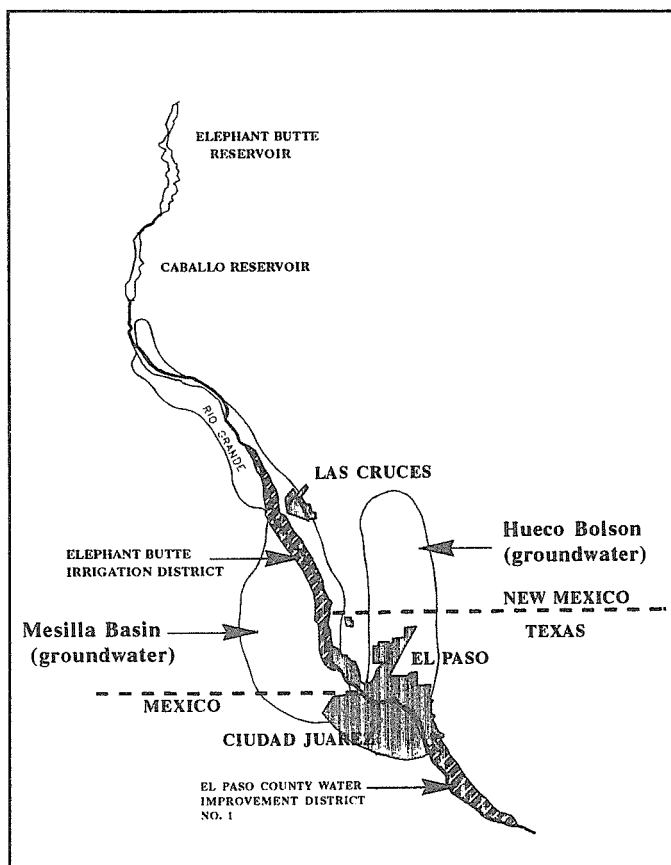 ELEPHANT BUTTE
RESERVOIR
CABALLO RESERVOIR
RIO GRANDE
LAS CRUCES
Hueco Bolson
(groundwater)
ELEPHANT BUTTE
IRRIGATION DISTRICT
NEW MEXICO
TEXAS
Mesilla Basin
(groundwater)
EL PASO
MEXICO
CIUDAD JUAREZ
EL PASO COUNTY WATER
IMPROVEMENT DISTRICT
NO. 1